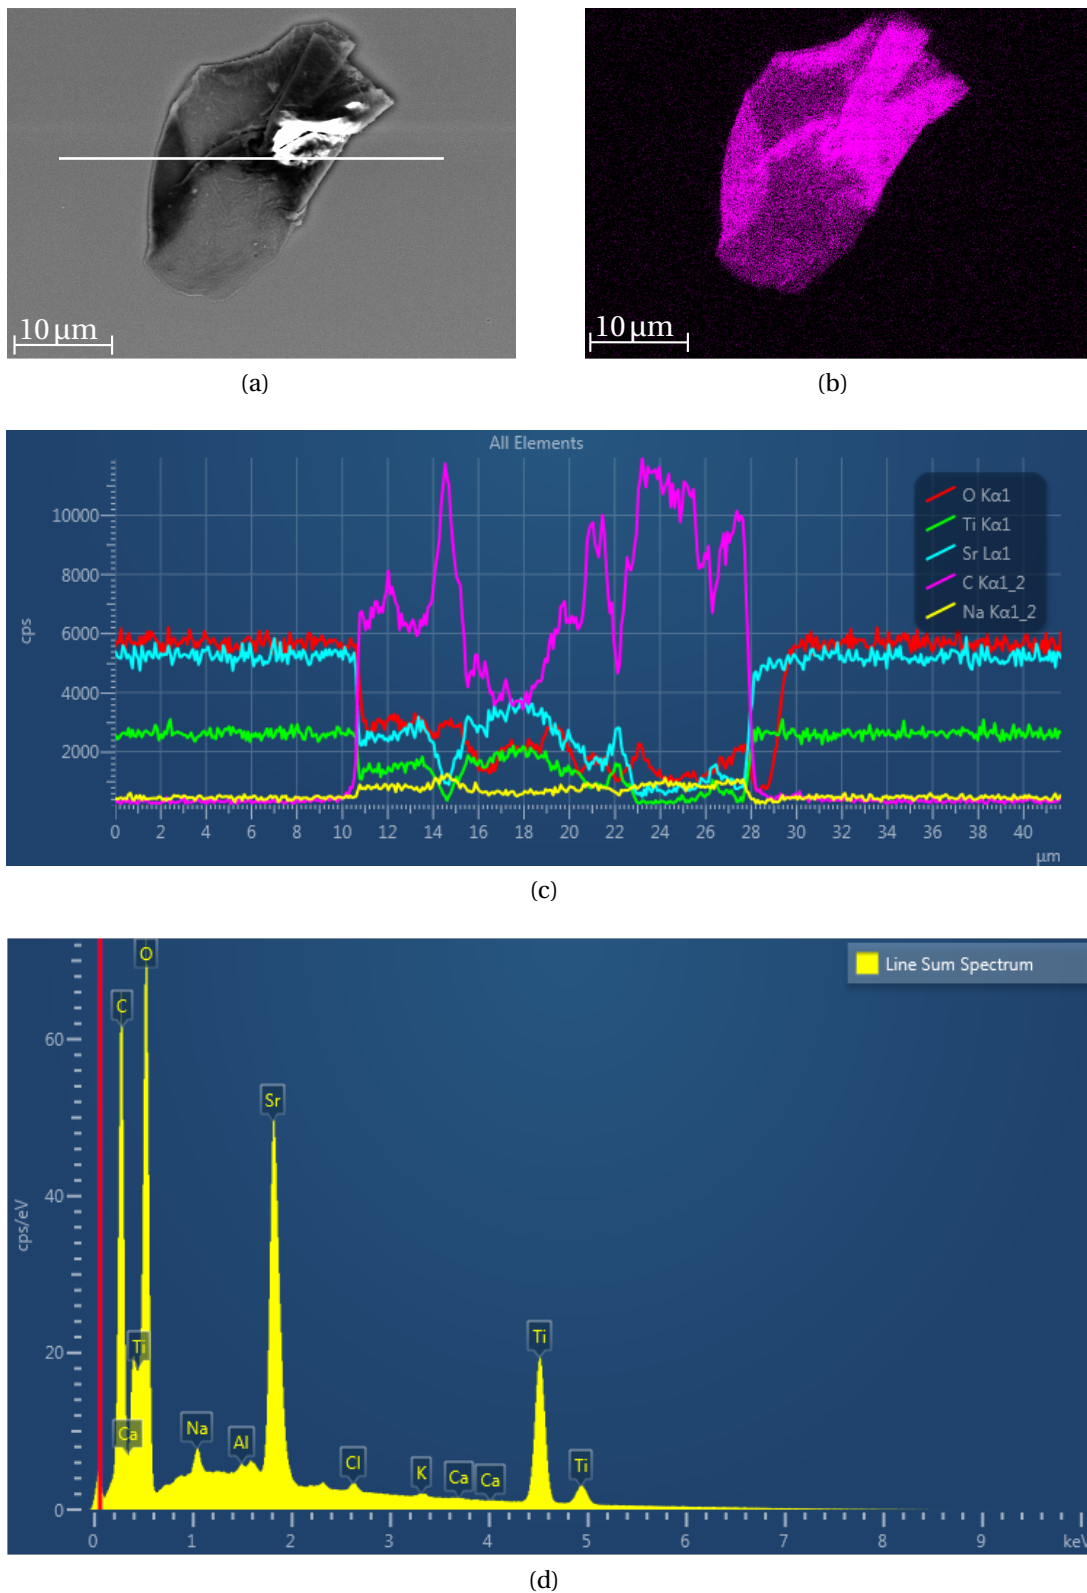 10 µm 10 µm
(a) (b)
All Elements
10000
8000
6000
4000
2000
cps
O Kα1
Ti Kα1
Sr Lα1
C Kα1_2
Na Kα1_2
0 2 4 6 8 10 12 14 16 18 20 22 24 26 28 30 32 34 36 38 40
µm
(c)
Line Sum Spectrum
O
C
60
Sr
40
cps/eV
Ti
20
Ti
Ca
Na
Al
Cl
K
Ca
Ca
Ti
0
0 1 2 3 4 5 6 7 8 9 keV
(d)